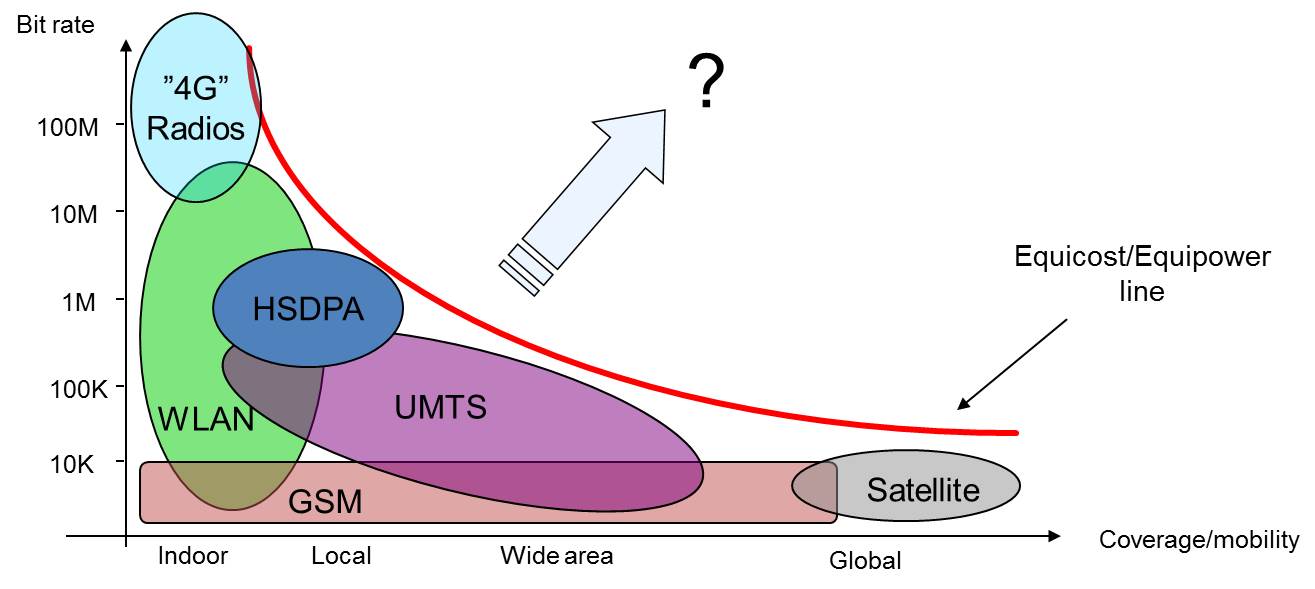 Bit rate
”4G”
Radios
?
100M
10M
1M
100K
10K
HSDPA
WLAN
UMTS
GSM
Satellite
Equicost/Equipower
line
Indoor
Local
Wide area
Global
Coverage/mobility